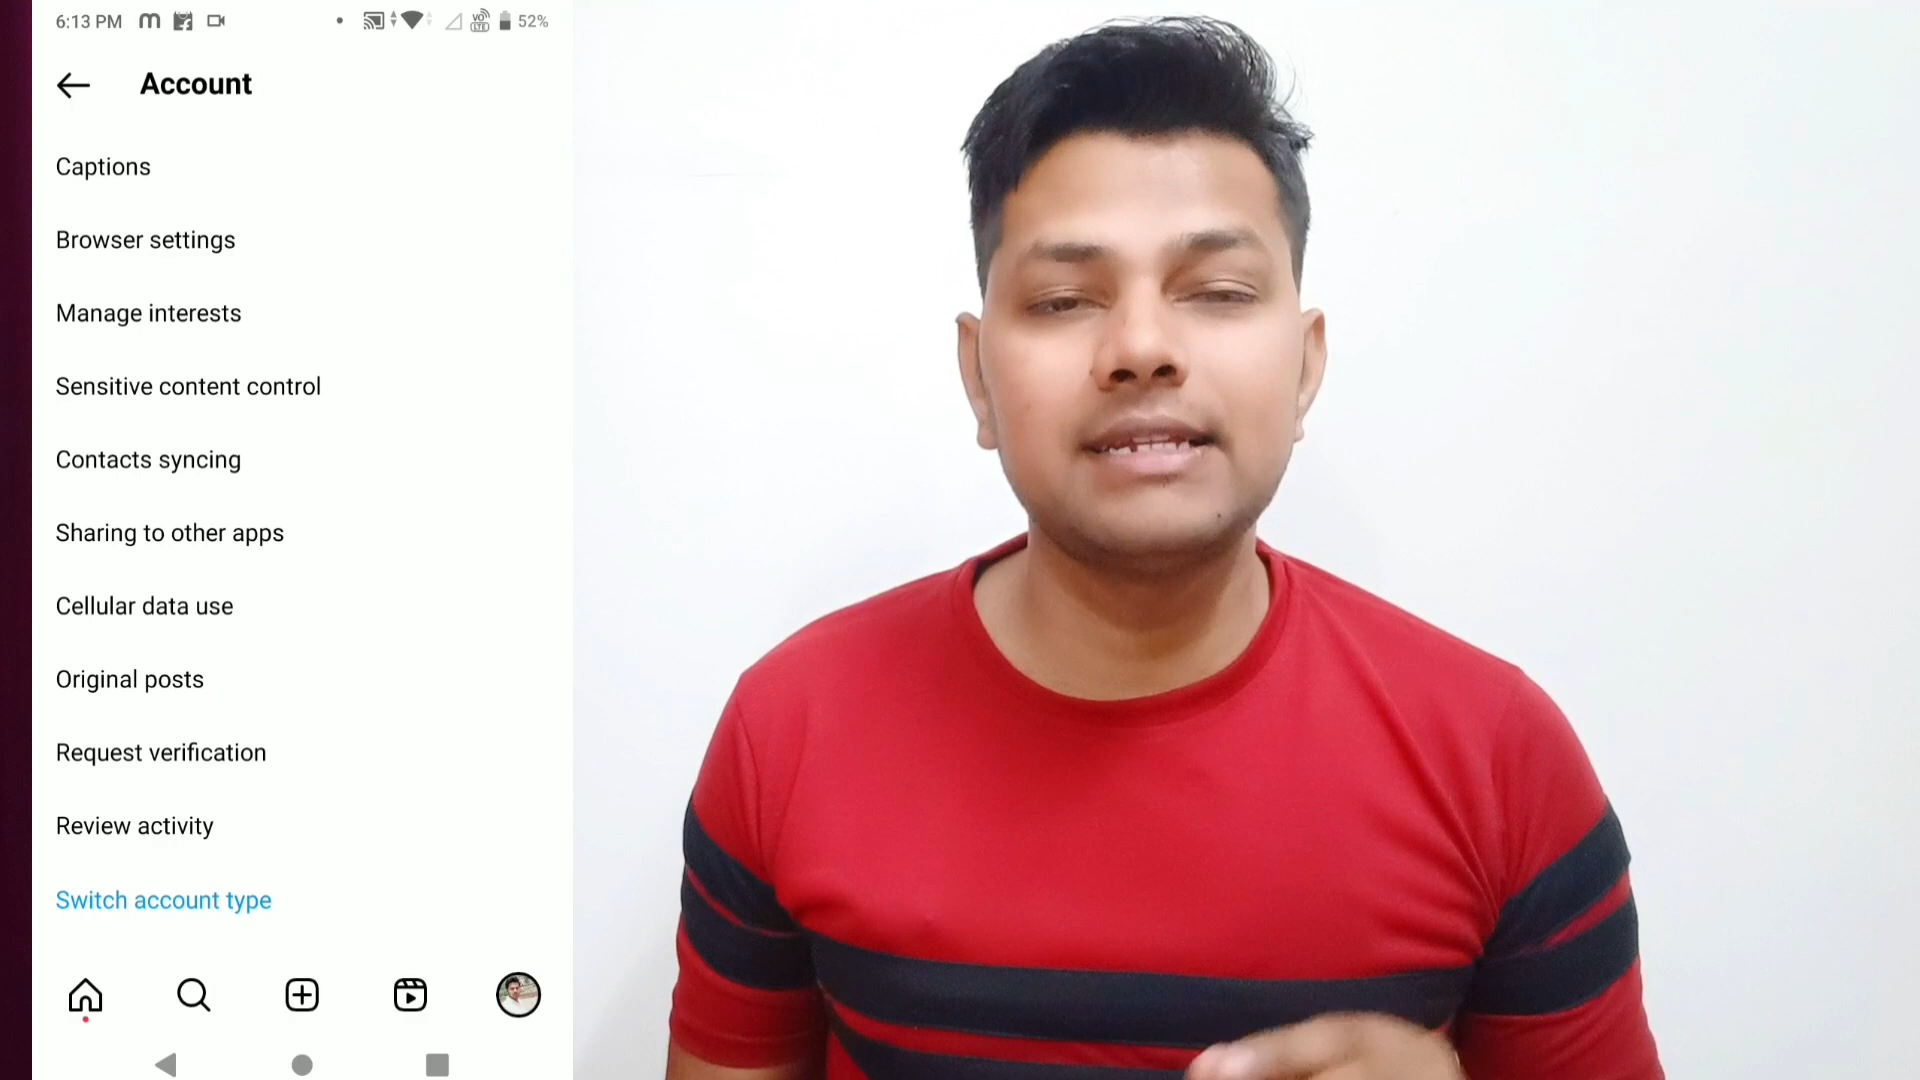 6:13 PM
52%
Account
Captions
Browser settings
Manage interests
Sensitive content control
Contacts syncing
Sharing to other apps
Cellular data use
Original posts
Request verification
Review activity
Switch account type